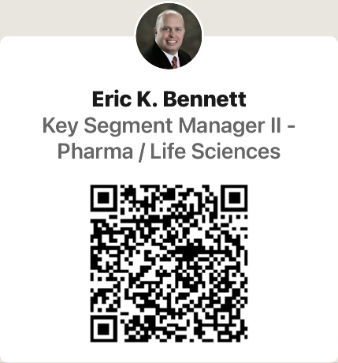 Eric K. Bennett
Key Segment Manager II -
Pharma / Life Sciences